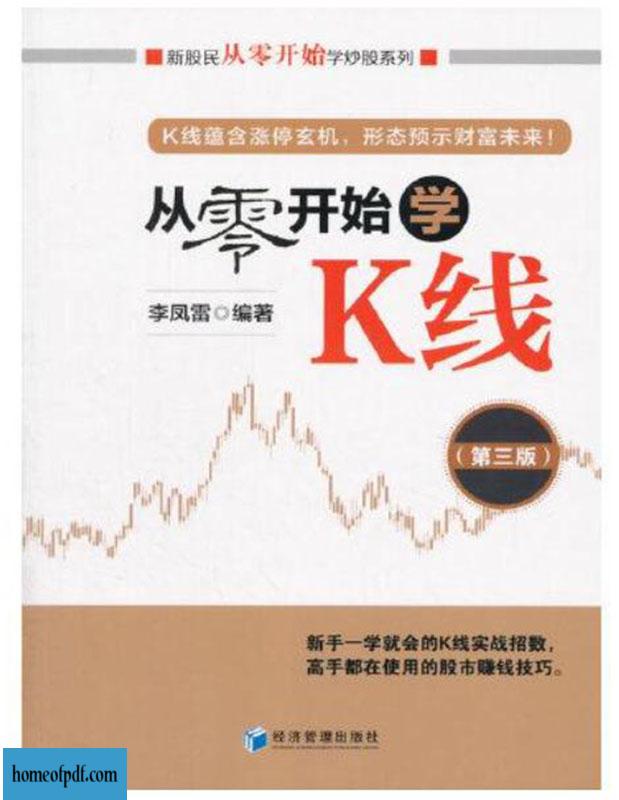 新股民从零开始学炒股系列
K线蕴含涨停玄机，形态预示财富未来！
从零开始学
K线
李凤雷◎编著
（第三版）
新手一学就会的K线实战招数，
高手都在使用的股市赚钱技巧。
经济管理出版社
homeofpdf.com